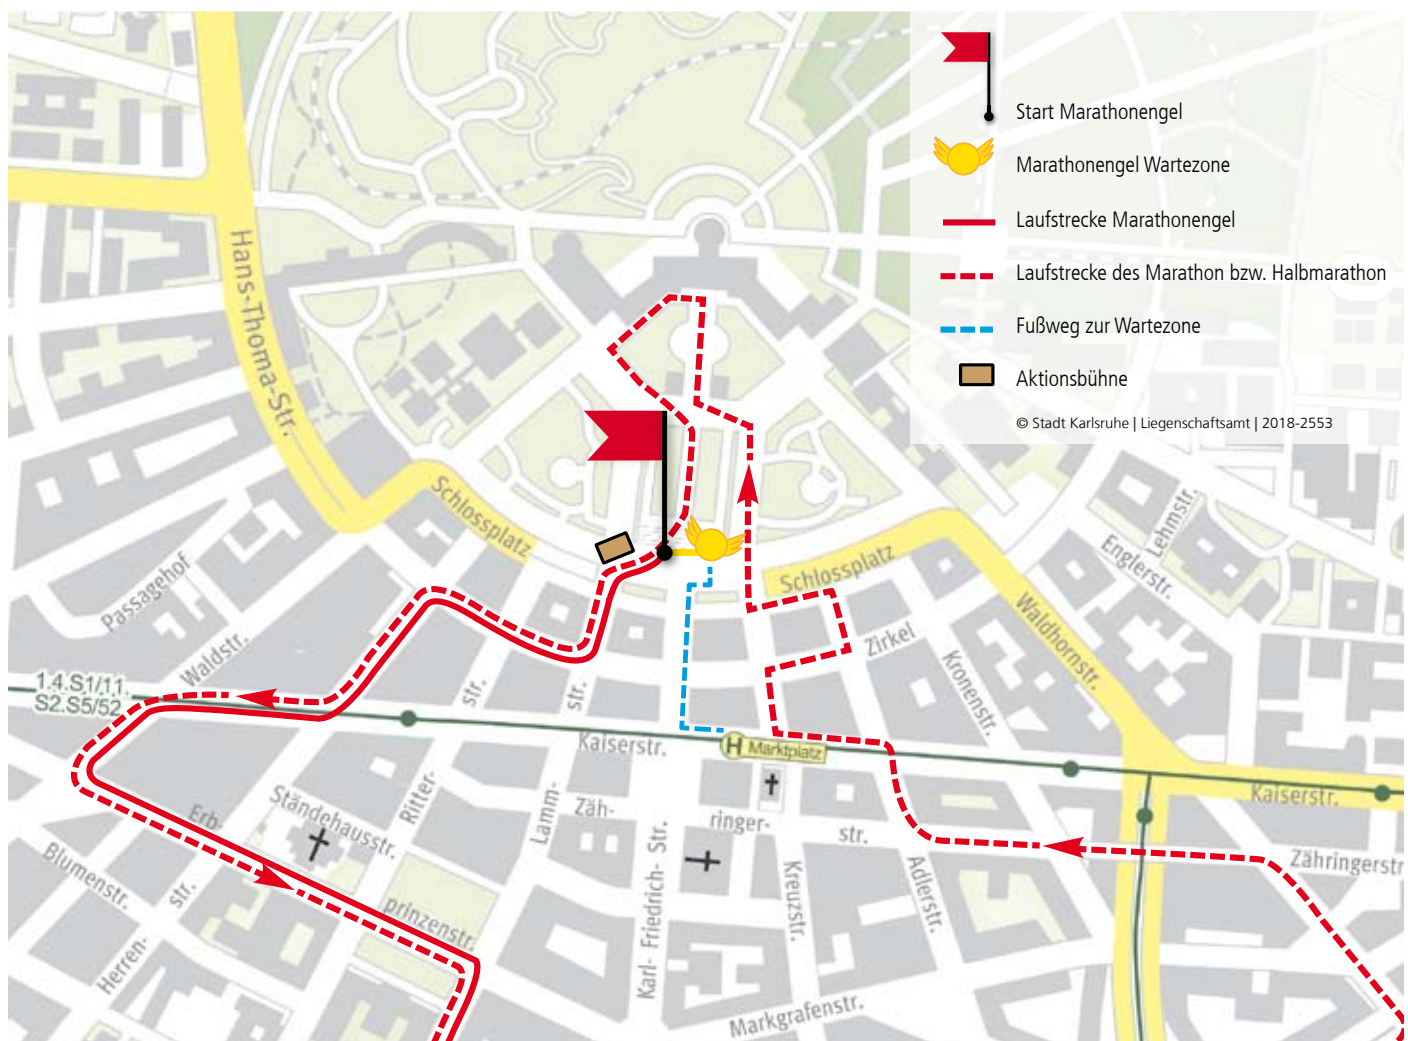 Start Marathonengel
Marathonengel Wartezone
Laufstrecke Marathonengel
Laufstrecke des Marathon bzw. Halbmarathon
Fußweg zur Wartezone
Aktionsbühne
© Stadt Karlsruhe | Liegenschaftsamt | 2018-2553
Hans-Thoma-Str.
Schlossplatz
Schlossplatz
Lehmstr.
Englerstr.
Passagehof
Waldstr.
Waldhornstr.
Zirkel
Kronenstr.
1.4.S1/11.
S2.S5/52
str.
str.
Kaiserstr.
H Marktplatz
Kaiserstr.
Erb-
Ständehausstr.
Ritter-
Lamm-
Zäh-
ringer-
str.
Zähringerstr
Blumenstr.
str.
prinzenstr.
Herren-
Karl- Friedrich- Str.
Kreuzstr.
Adlerstr.
Markgrafenstr.